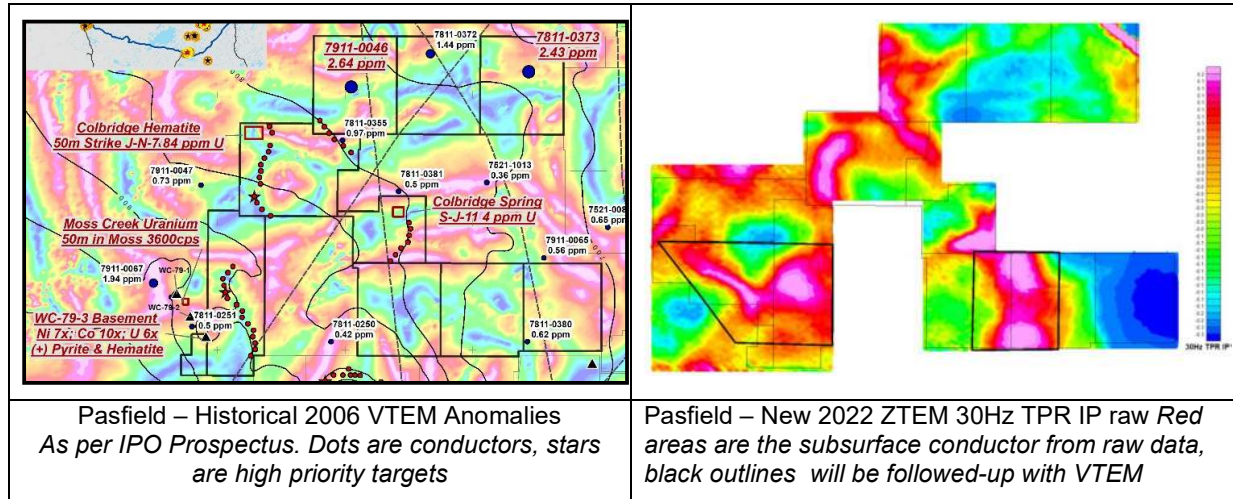 7911-0046
2.64 ppm
7811-0372
1.44 ppm
7811-0373
2.43 ppm
Colbridge Hematite
50m Strike J-N-7.84 ppm U
7811-0355
0.97 ppm
7911-0047
0.73 ppm
7811-0381
0.5 ppm
7521-1013
0.36 ppm
Colbridge Spring
S-J-11 4 ppm U
7521-008
0.65 ppm
Moss Creek Uranium
50m in Moss 3600cps
7911-0065
0.56 ppm
7911-0067
1.94 ppm
WC-79-1
WC-79-2
WC-79-3 Basement
Ni 7x; Co 10x; U 6x
(+) Pyrite & Hematite
7811-0251
0.5 ppm
7811-0250
0.42 ppm
7811-0380
0.62 ppm
30Hz TPR IP
Pasfield – Historical 2006 VTEM Anomalies
As per IPO Prospectus. Dots are conductors, stars
are high priority targets
Pasfield – New 2022 ZTEM 30Hz TPR IP raw Red
areas are the subsurface conductor from raw data,
black outlines will be followed-up with VTEM